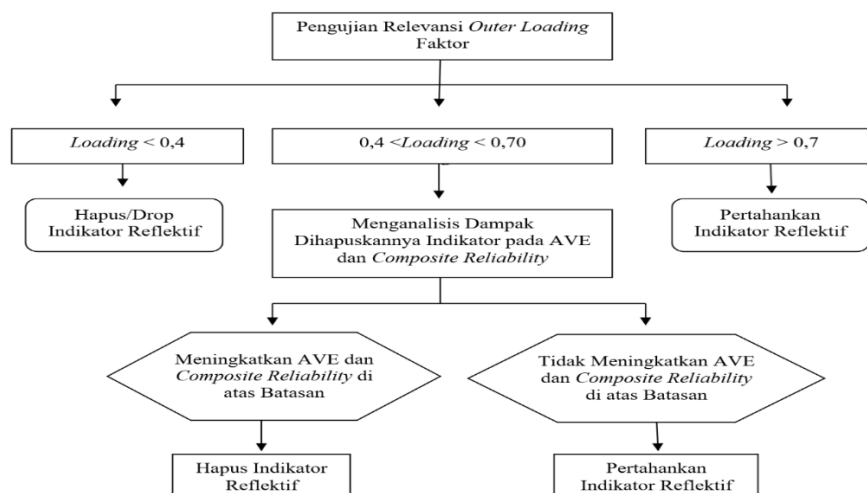 Pengujian Relevansi Outer Loading
Faktor
Loading < 0,4
0,4 <Loading < 0,70
Loading > 0,7
Hapus/Drop
Indikator Reflektif
Menganalisis Dampak
Dihapuskannya Indikator pada AVE
dan Composite Reliability
Pertahankan
Indikator Reflektif
Meningkatkan AVE dan
Composite Reliability di
atas Batasan
Tidak Meningkatkan AVE
dan Composite Reliability
di atas Batasan
Hapus Indikator
Reflektif
Pertahankan
Indikator Reflektif